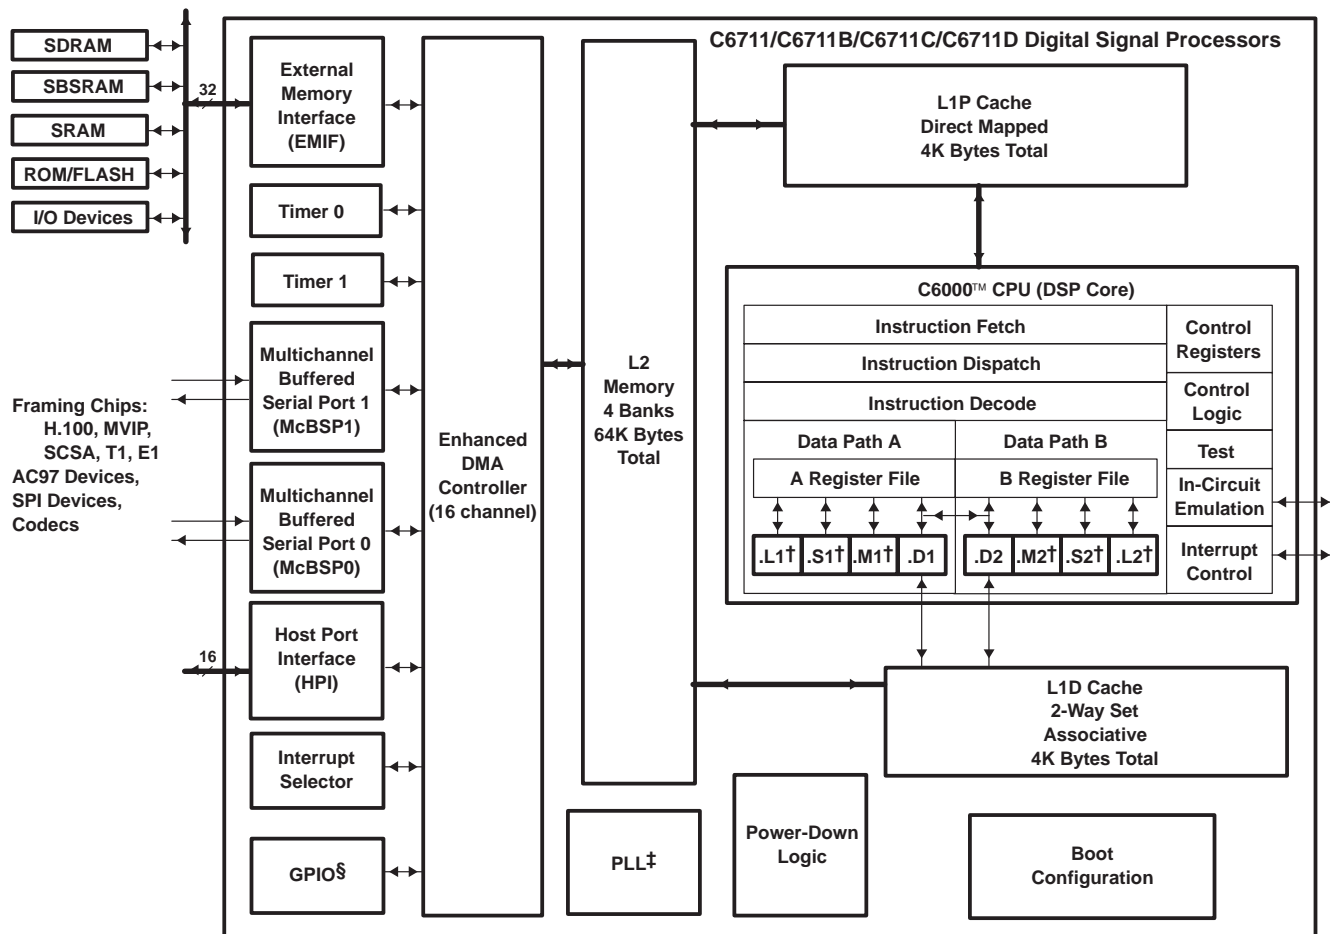 C6711/C6711B/C6711C/C6711D Digital Signal Processors
SDRAM
SBSRAM
SRAM
ROM/FLASH
I/O Devices
32
External
Memory
Interface
(EMIF)
Timer 0
Timer 1
Framing Chips:
H.100, MVIP,
SCSA, T1, E1
AC97 Devices,
SPI Devices,
Codecs
Multichannel
Buffered
Serial Port 1
(McBSP1)
Multichannel
Buffered
Serial Port 0
(McBSP0)
16
Host Port
Interface
(HPI)
Interrupt
Selector
GPIO§
Enhanced
DMA
Controller
(16 channel)
L2
Memory
4 Banks
64K Bytes
Total
PLL‡
Power-Down
Logic
Boot
Configuration
L1P Cache
Direct Mapped
4K Bytes Total
C6000™ CPU (DSP Core)
Instruction Fetch
Instruction Dispatch
Instruction Decode
Data Path A
Data Path B
A Register File
B Register File
.L1† .S1† .M1† .D1
.D2 .M2† .S2† .L2†
Control
Registers
Control
Logic
Test
In-Circuit
Emulation
Interrupt
Control
L1D Cache
2-Way Set
Associative
4K Bytes Total